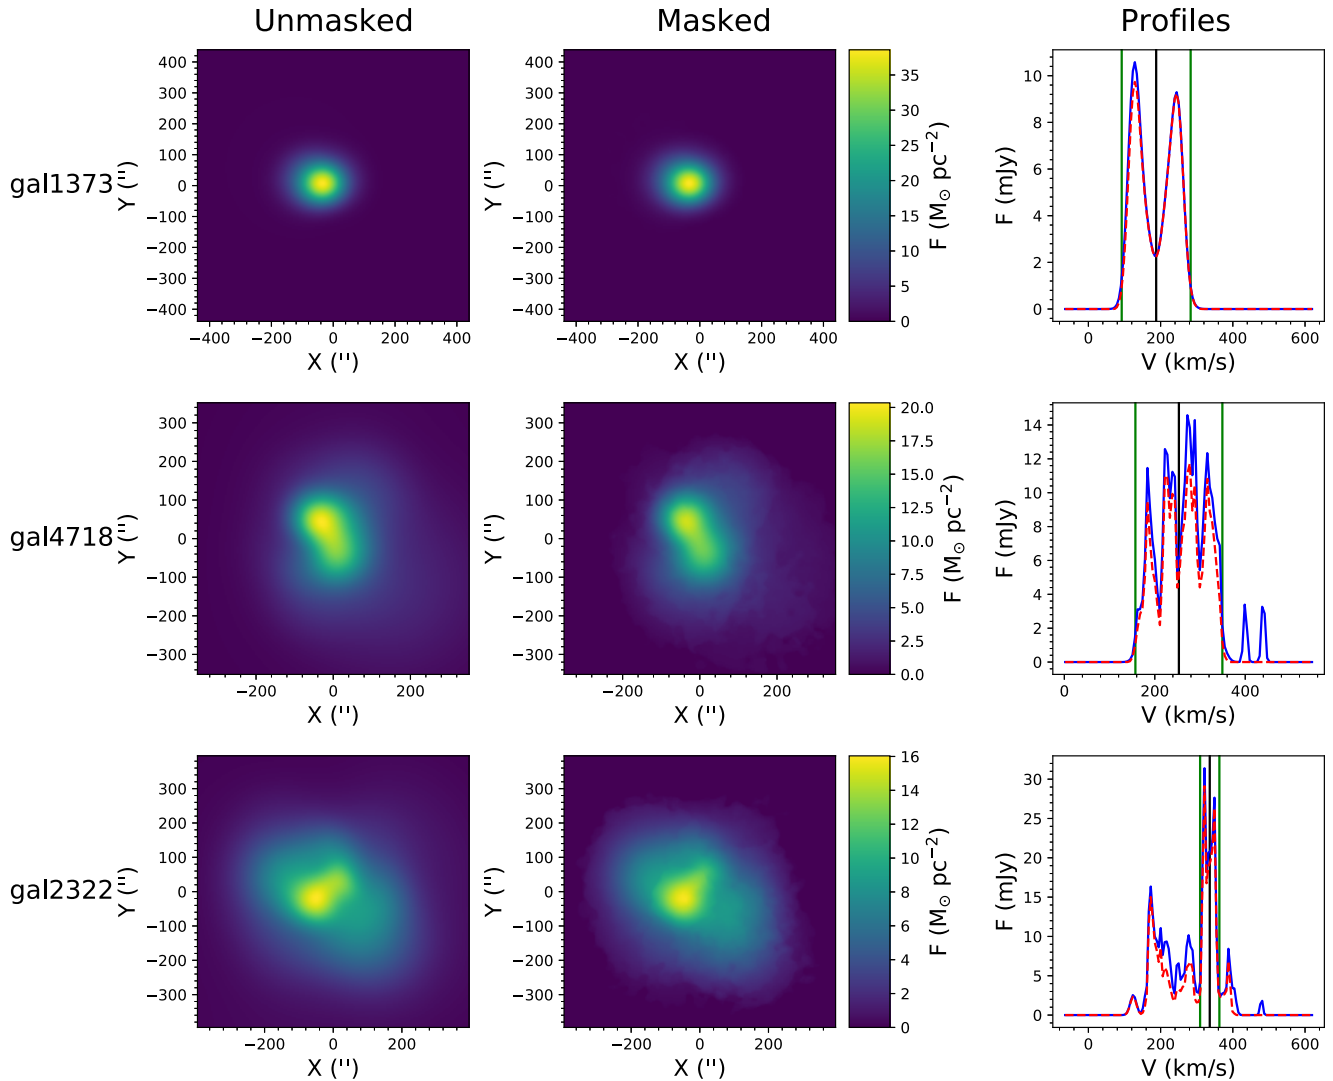 Unmasked Masked Profiles
gal1373
400
300
200
100
0
−100
−200
−300
−400
Y ('')
−400 −200 0 200 400
X ('')
400
300
200
100
0
−100
−200
−300
−400
Y ('')
−400 −200 0 200 400
X ('')
35
30
25
20
15
10
5
0
F (M⊙ pc−2)
10
8
6
4
2
0
F (mJy)
0 200 400 600
V (km/s)
gal4718
300
200
100
0
−100
−200
−300
Y ('')
−200 0 200
X ('')
300
200
100
0
−100
−200
−300
Y ('')
−200 0 200
X ('')
20.0
17.5
15.0
12.5
10.0
7.5
5.0
2.5
0.0
F (M⊙ pc−2)
14
12
10
8
6
4
2
0
F (mJy)
0 200 400
V (km/s)
gal2322
300
200
100
0
−100
−200
−300
Y ('')
−200 0 200
X ('')
300
200
100
0
−100
−200
−300
Y ('')
−200 0 200
X ('')
16
14
12
10
8
6
4
2
0
F (M⊙ pc−2)
30
25
20
15
10
5
0
F (mJy)
0 200 400 600
V (km/s)